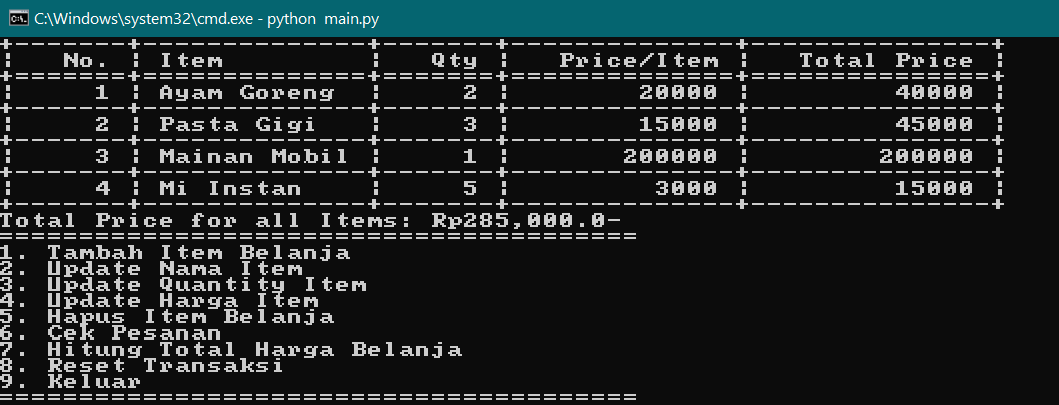 C:\Windows\system32\cmd.exe - python  main.py
No. Item Qty Price/Item Total Price
1 Ayam Goreng 2 20000 40000
2 Pasta Gigi 3 15000 45000
3 Mainan Mobil 1 200000 200000
4 Mi Instan 5 3000 15000
Total Price for all Items: Rp285,000.0-
1. Tambah Item Belanja
2. Update Nama Item
3. Update Quantity Item
4. Update Harga Item
5. Hapus Item Belanja
6. Cek Pesanan
7. Hitung Total Harga Belanja
8. Reset Transaksi
9. Keluar